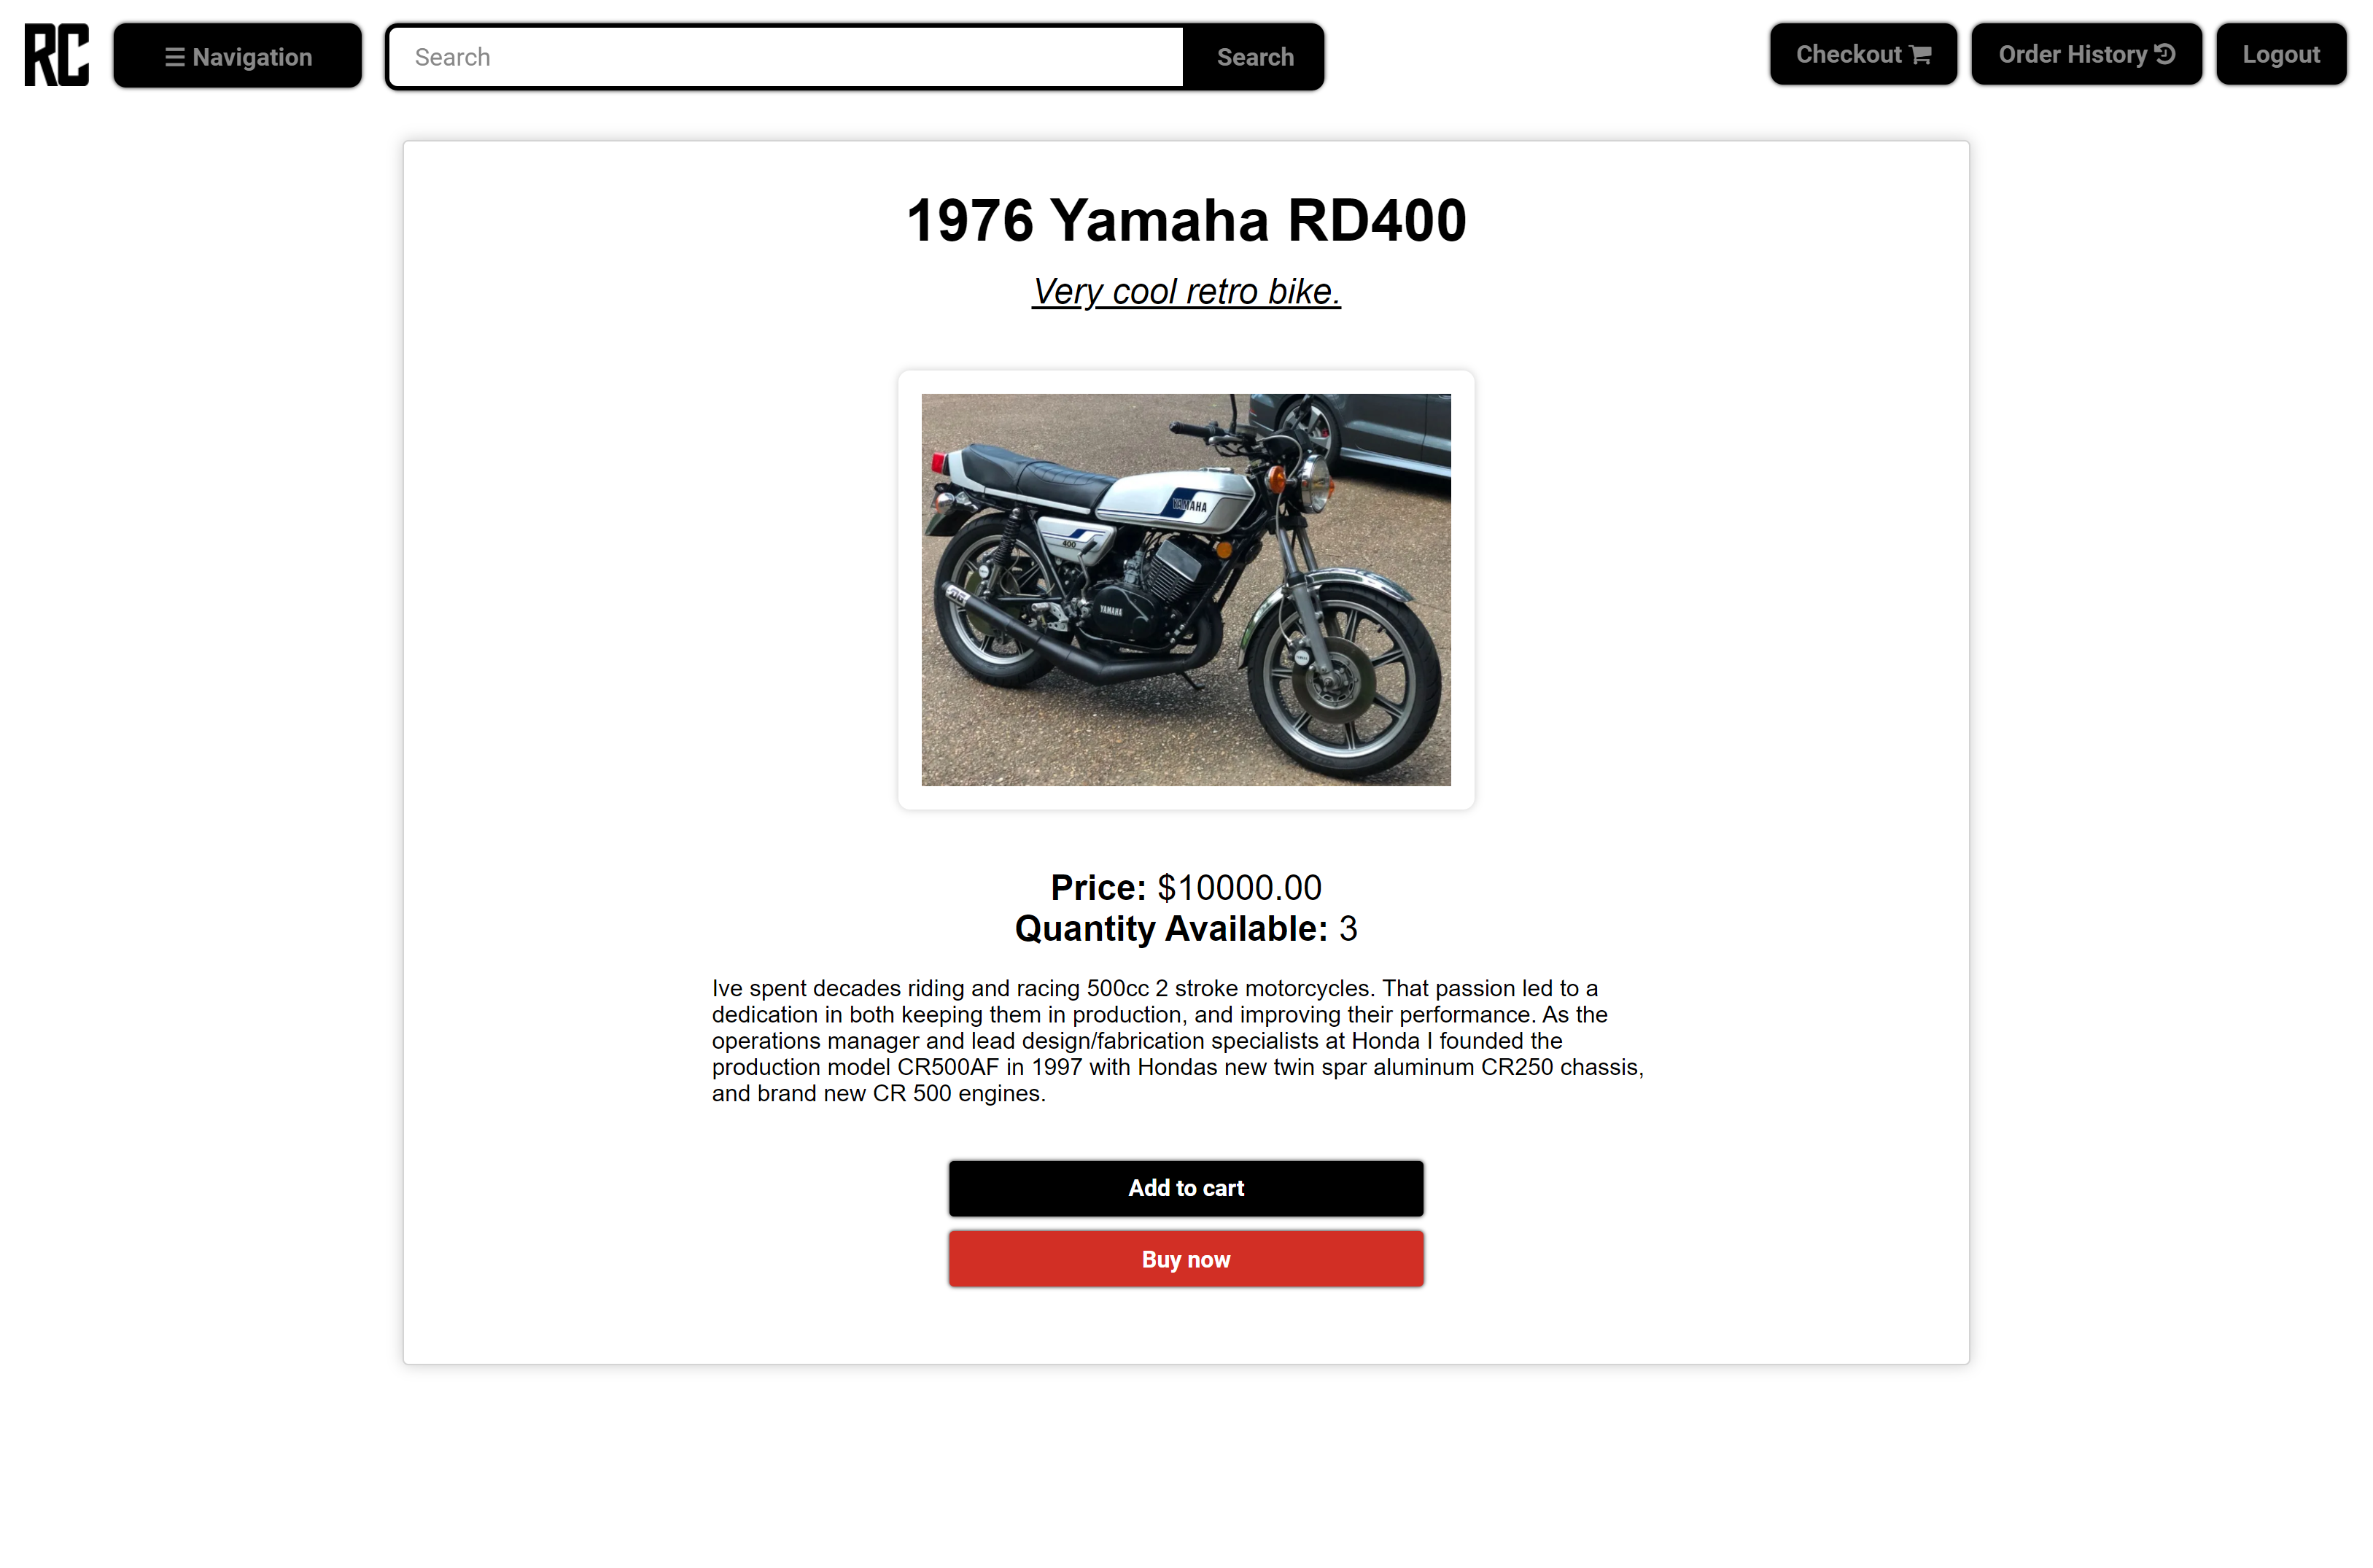 RC
Navigation
Search
Search
Checkout
Order History
Logout
1976 Yamaha RD400
Very cool retro bike.
YAMAHA
400
YAMAHA
Price: $10000.00
Quantity Available: 3
Ive spent decades riding and racing 500cc 2 stroke motorcycles. That passion led to a
dedication in both keeping them in production, and improving their performance. As the
operations manager and lead design/fabrication specialists at Honda I founded the
production model CR500AF in 1997 with Hondas new twin spar aluminum CR250 chassis,
and brand new CR 500 engines.
Add to cart
Buy now